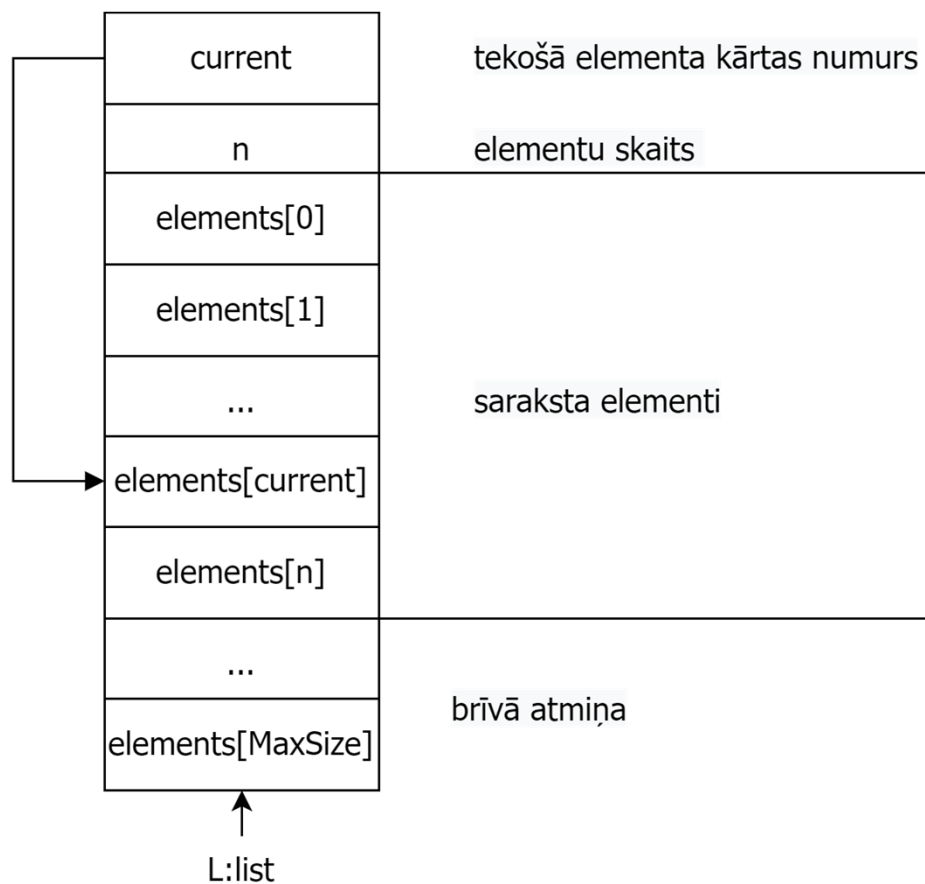 current
tekošā elementa kārtas numurs
n
elementu skaits
elements[0]
elements[1]
...
saraksta elementi
elements[current]
elements[n]
...
brīvā atmiņa
elements[MaxSize]
L:list